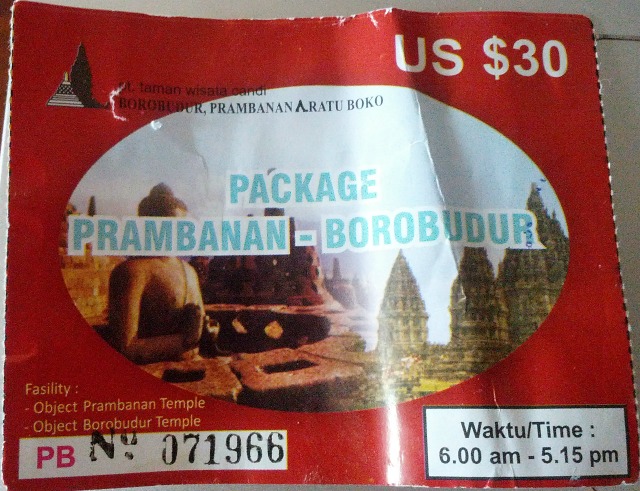 US $30
pt. taman wisata candi
BOROBUDUR, PRAMBANAN & RATU BOKO
PACKAGE
PRAMBANAN - BOROBUDUR
Fasility :
- Object Prambanan Temple
- Object Borobudur Temple
PB No 071966
Waktu/Time :
6.00 am - 5.15 pm